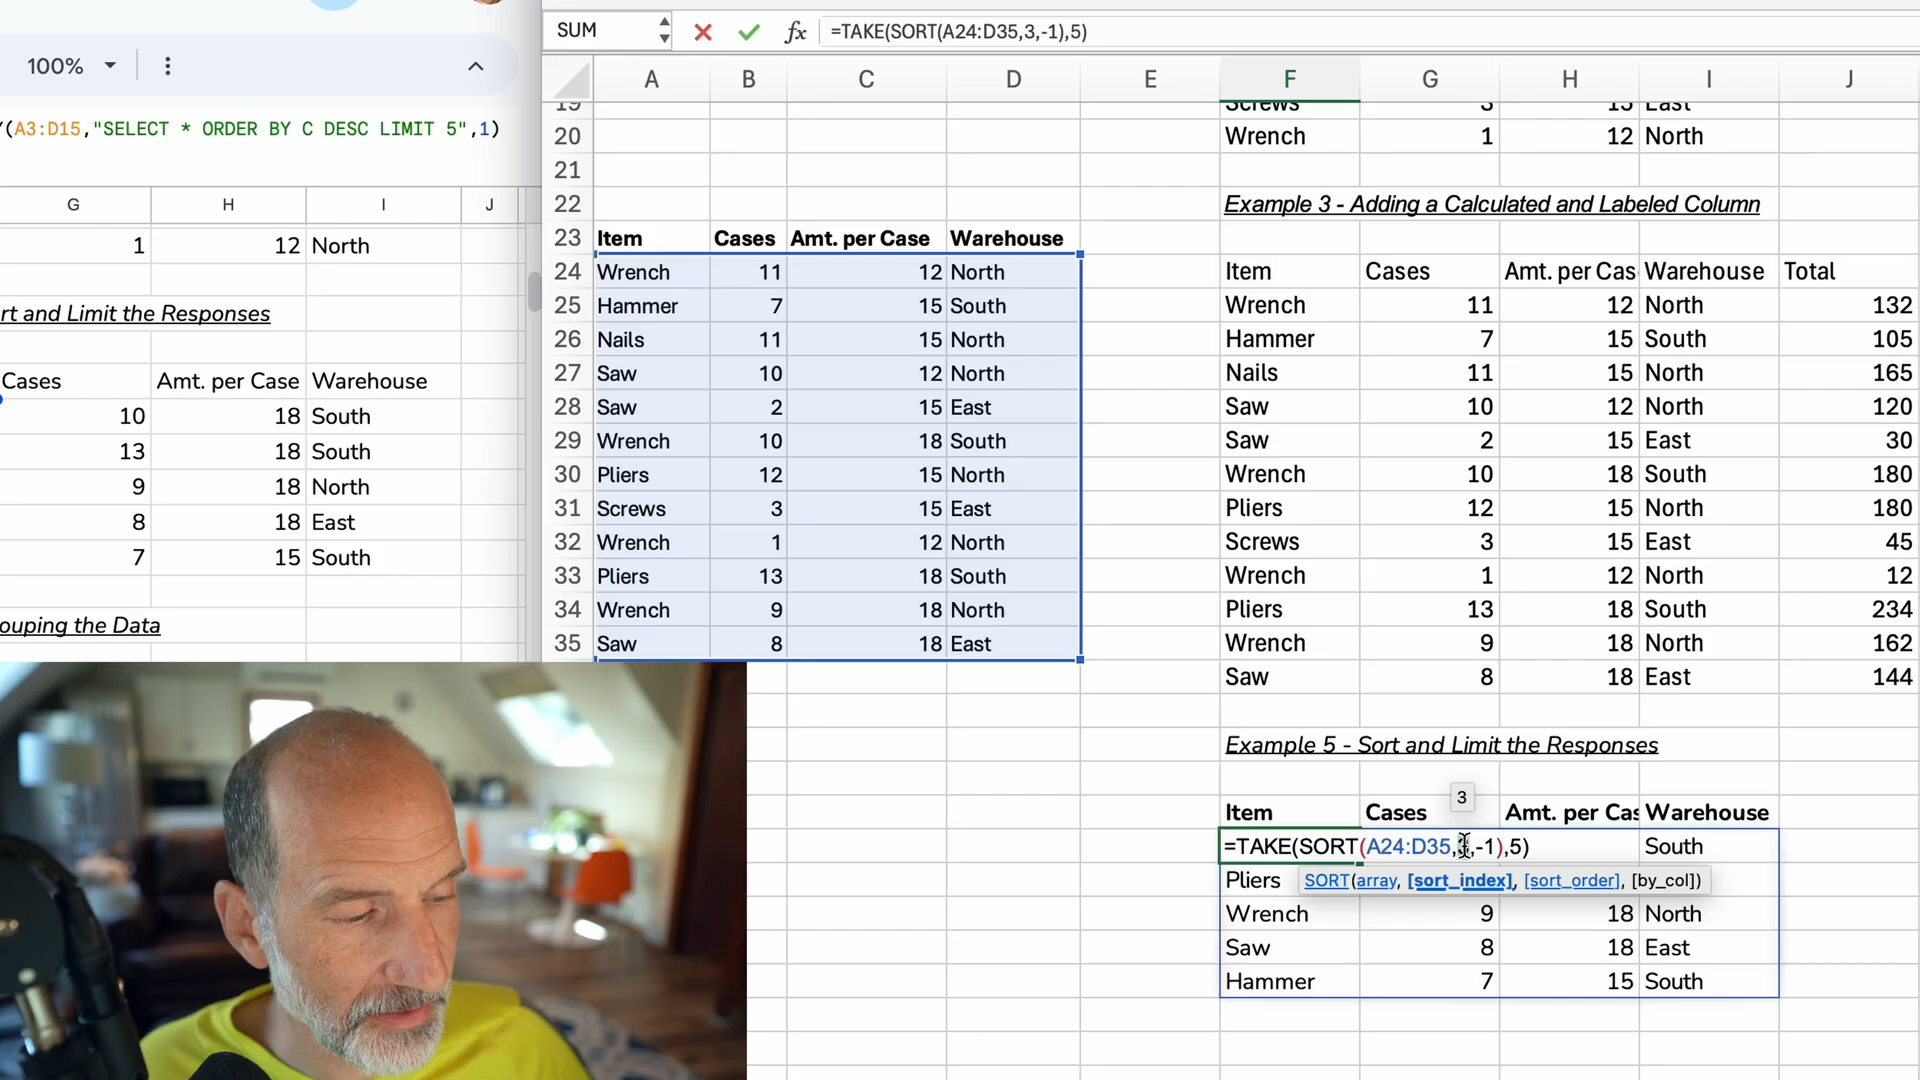 100%
(A3:D15,"SELECT * ORDER BY C DESC LIMIT 5",1)
G H I J
1 12 North
rt and Limit the Responses
Cases Amt. per Case Warehouse
10 18 South
13 18 South
9 18 North
8 18 East
7 15 South
ouping the Data
SUM fx =TAKE(SORT(A24:D35,3,-1),5)
A B C D E F G H I J
19 Screws 3 15 East
20 Wrench 1 12 North
21
22 Example 3 - Adding a Calculated and Labeled Column
23 Item Cases Amt. per Case Warehouse
24 Wrench 11 12 North Item Cases Amt. per Cas Warehouse Total
25 Hammer 7 15 South Wrench 11 12 North 132
26 Nails 11 15 North Hammer 7 15 South 105
27 Saw 10 12 North Nails 11 15 North 165
28 Saw 2 15 East Saw 10 12 North 120
29 Wrench 10 18 South Saw 2 15 East 30
30 Pliers 12 15 North Wrench 10 18 South 180
31 Screws 3 15 East Pliers 12 15 North 180
32 Wrench 1 12 North Screws 3 15 East 45
33 Pliers 13 18 South Wrench 1 12 North 12
34 Wrench 9 18 North Pliers 13 18 South 234
35 Saw 8 18 East Wrench 9 18 North 162
Saw 8 18 East 144
Example 5 - Sort and Limit the Responses
3
Item Cases Amt. per Cas Warehouse
=TAKE(SORT(A24:D35,3,-1),5) South
Pliers SORT(array, [sort_index], [sort_order], [by_col])
Wrench 9 18 North
Saw 8 18 East
Hammer 7 15 South